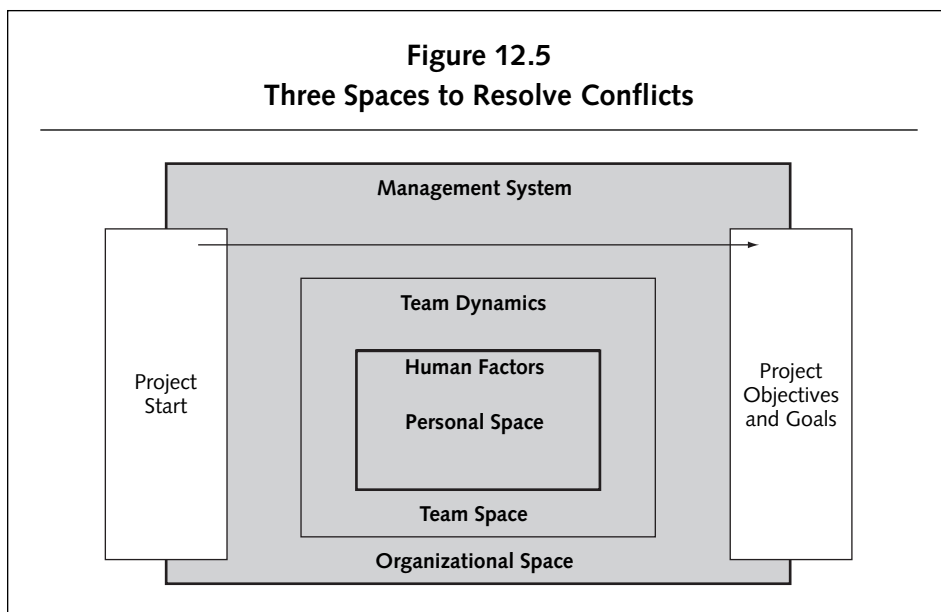 Figure 12.5
Three Spaces to Resolve Conflicts
Management System
Team Dynamics
Human Factors
Personal Space
Team Space
Organizational Space
Project
Start
Project
Objectives
and Goals